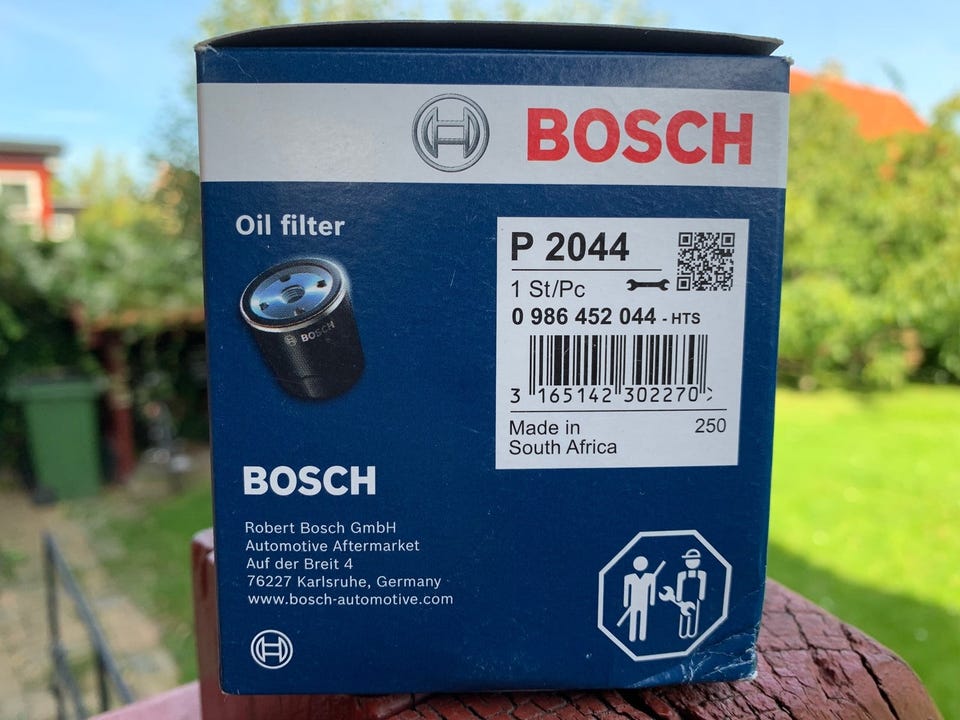 BOSCH
Oil filter
BOSCH
P 2044
1 St/Pc
0 986 452 044 - HTS
3 165142 302270 >
Made in 250
South Africa
BOSCH
Robert Bosch GmbH
Automotive Aftermarket
Auf der Breit 4
76227 Karlsruhe, Germany
www.bosch-automotive.com